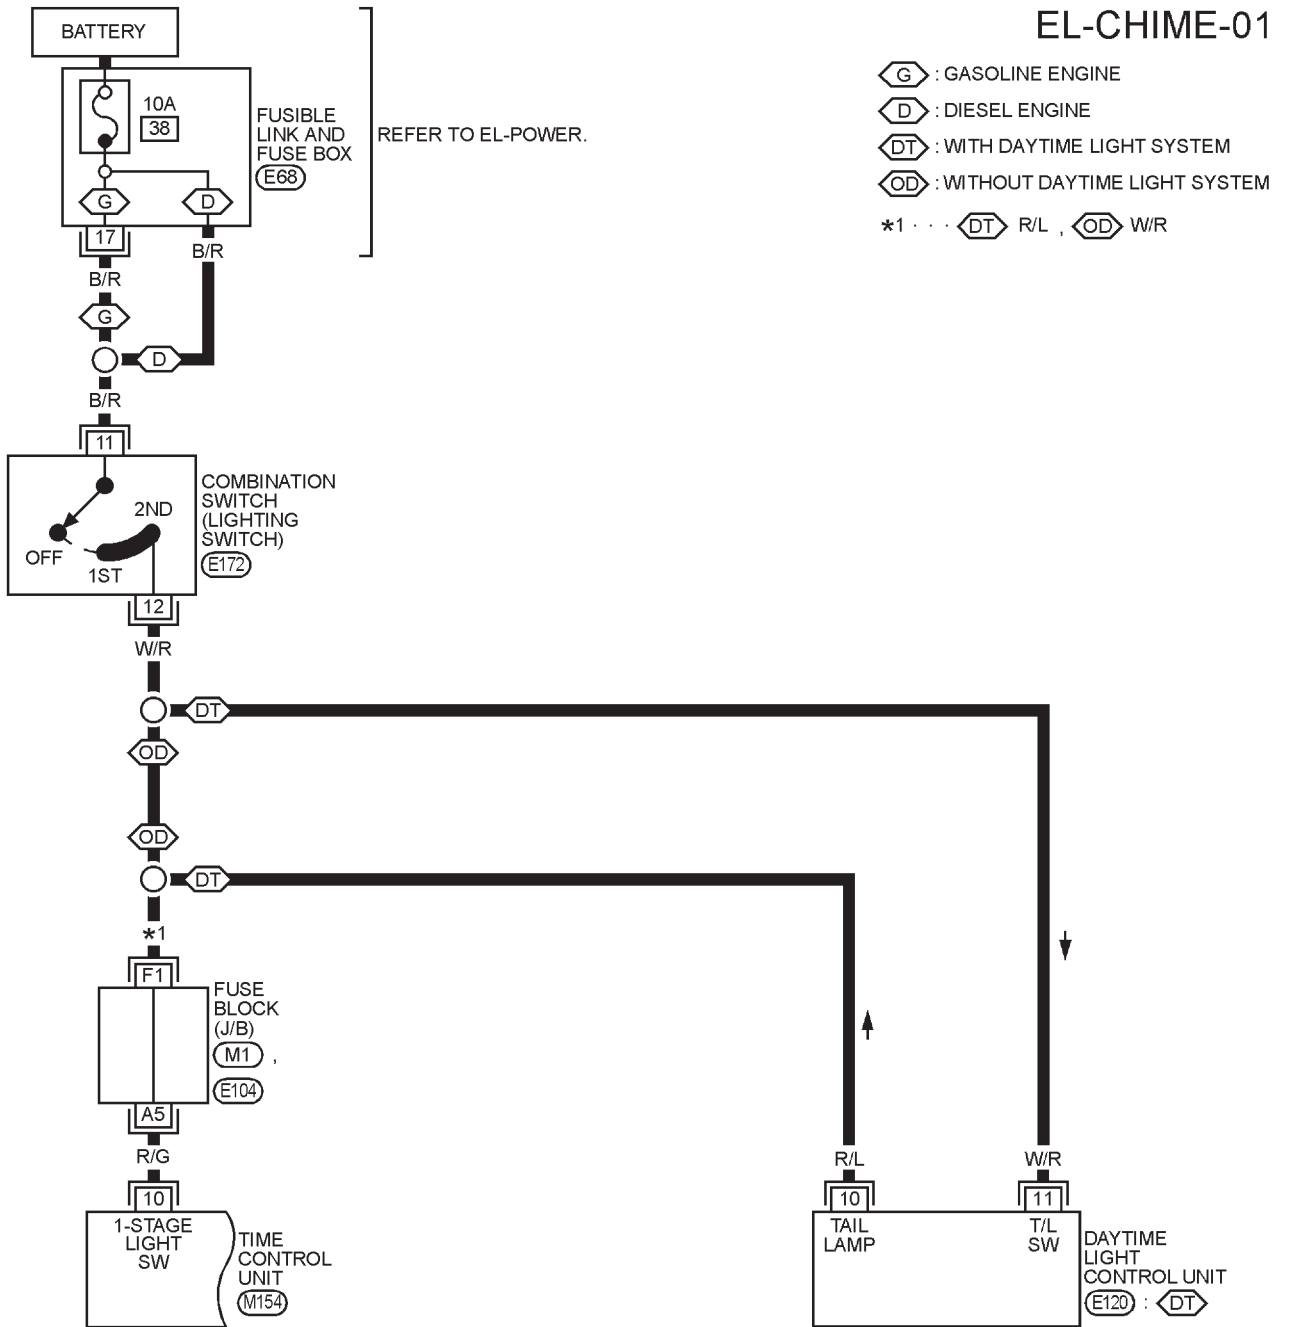 EL-CHIME-01
BATTERY
10A
38
FUSIBLE
LINK AND
FUSE BOX
E68
REFER TO EL-POWER.
G : GASOLINE ENGINE
D : DIESEL ENGINE
DT : WITH DAYTIME LIGHT SYSTEM
OD : WITHOUT DAYTIME LIGHT SYSTEM
*1 · · · DT R/L , OD W/R
G
D
17
B/R
B/R
G
D
B/R
11
COMBINATION
SWITCH
(LIGHTING
SWITCH)
E172
2ND
OFF
1ST
12
W/R
DT
OD
OD
DT
*1
F1
FUSE
BLOCK
(J/B)
M1 ,
E104
A5
R/G
10
1-STAGE
LIGHT
SW
TIME
CONTROL
UNIT
M154
R/L
W/R
10
11
TAIL
LAMP
T/L
SW
DAYTIME
LIGHT
CONTROL UNIT
E120 : DT